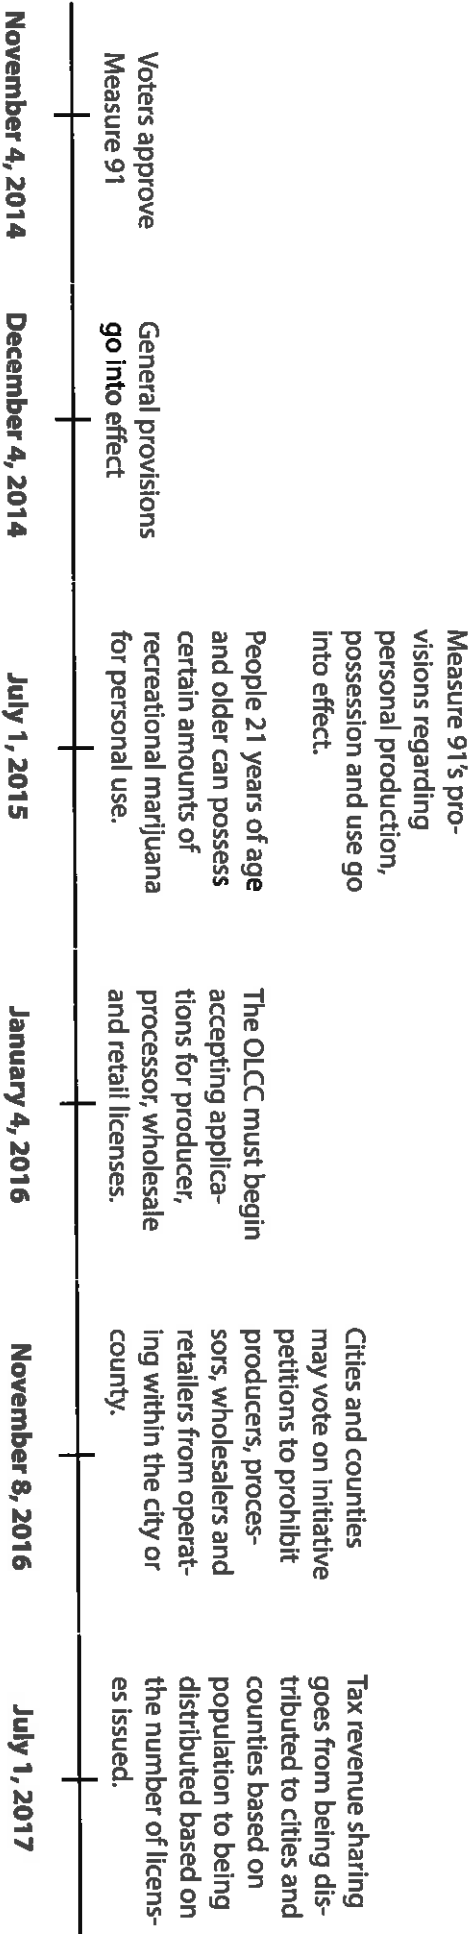 Voters approve
Measure 91
November 4, 2014
General provisions
go into effect
December 4, 2014
Measure 91's pro-
visions regarding
personal production,
possession and use go
into effect.
People 21 years of age
and older can possess
certain amounts of
recreational marijuana
for personal use.
July 1, 2015
The OLCC must begin
accepting applica-
tions for producer,
processor, wholesale
and retail licenses.
January 4, 2016
Cities and counties
may vote on initiative
petitions to prohibit
producers, proces-
sors, wholesalers and
retailers from operat-
ing within the city or
county.
November 8, 2016
Tax revenue sharing
goes from being dis-
tributed to cities and
counties based on
population to being
distributed based on
the number of licens-
es issued.
July 1, 2017